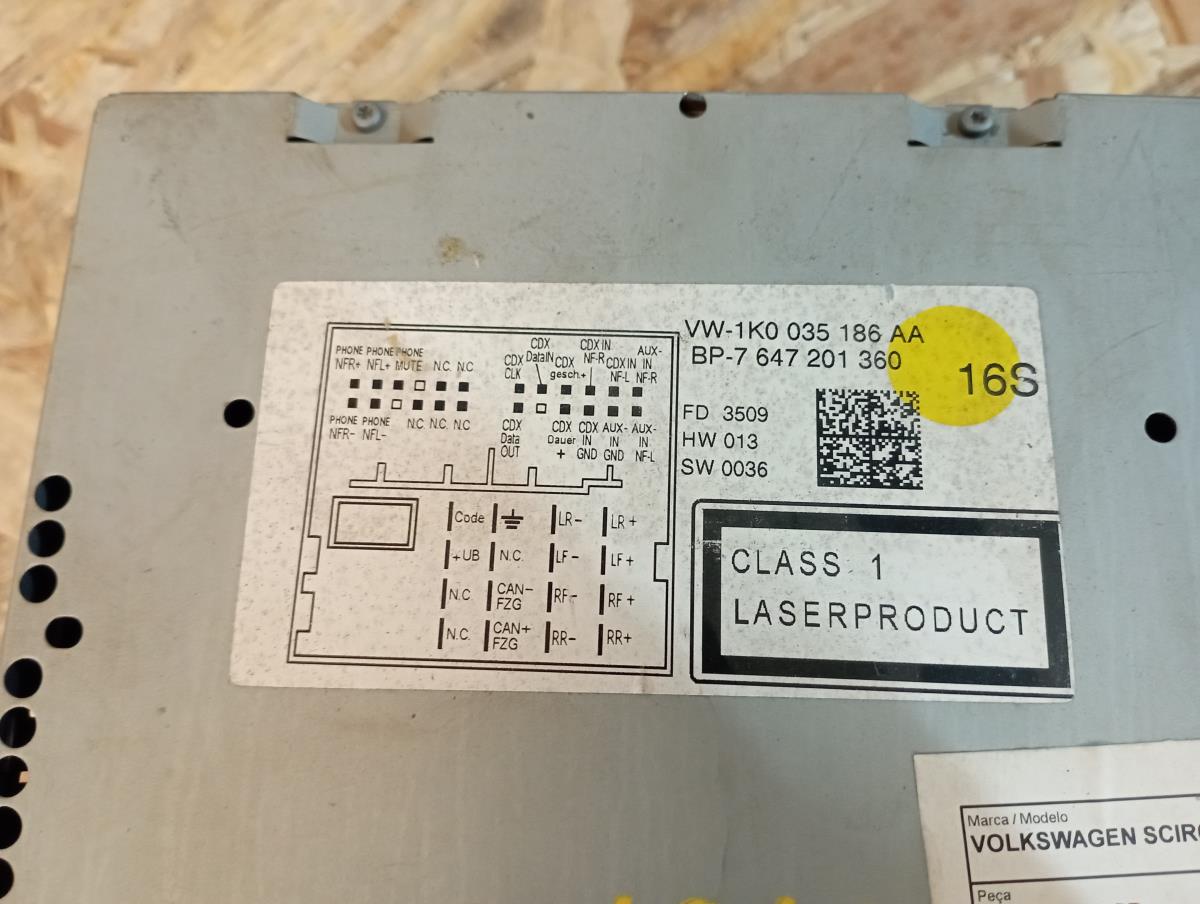 PHONE PHONE PHONE
NFR+ NFL+ MUTE N.C. N.C.
PHONE PHONE
NFR− NFL− N.C. N.C. N.C.
CDX CLK
CDX DataIN
CDX gesch.+
CDX IN NF-R
CDX IN NF-L
AUX-IN NF-R
CDX Data OUT
CDX Dauer +
CDX IN GND
AUX-IN GND
AUX-IN NF-L
Code LR− LR+
+UB N.C. LF− LF+
N.C CAN−FZG RF− RF+
N.C. CAN+FZG RR− RR+
VW-1K0 035 186 AA
BP-7 647 201 360
16S
FD 3509
HW 013
SW 0036
CLASS 1
LASERPRODUCT
Marca / Modelo
VOLKSWAGEN
Peça